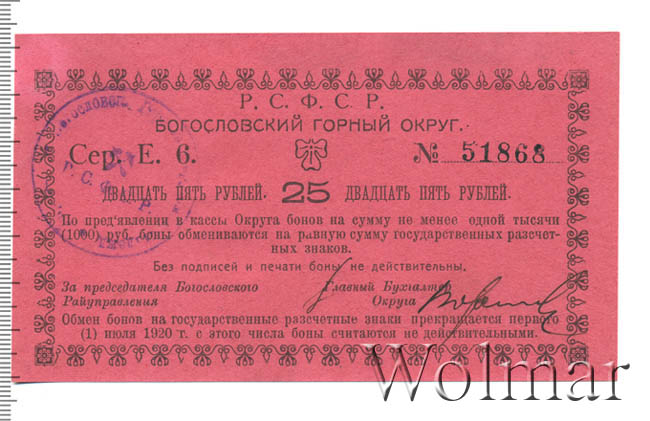 Р. С. Ф. С Р.
БОГОСЛОВСКИЙ ГОРНЫЙ ОКРУГ.
Сер. Е. 6. № 51868
ДВАДЦАТЬ ПЯТЬ РУБЛЕЙ. 25 ДВАДЦАТЬ ПЯТЬ РУБЛЕЙ.
По пред'явлениц в кассы Округа бонов на сумму не менее одной тысячи
(1000) руб. боны обмениваются на равную сумму государственных разсчет-
ных знаков.
Без подписей и печати боны не действительны.
За председателя Богословского Главный Бухгалтер
Райуправления Округа
Обмен бонов на государственные разсчетные знаки прекращается первого
(1) июля 1920 г. с этого числа боны считаются не действительными.
Р. С. Ф. С. Р.
Wolmar